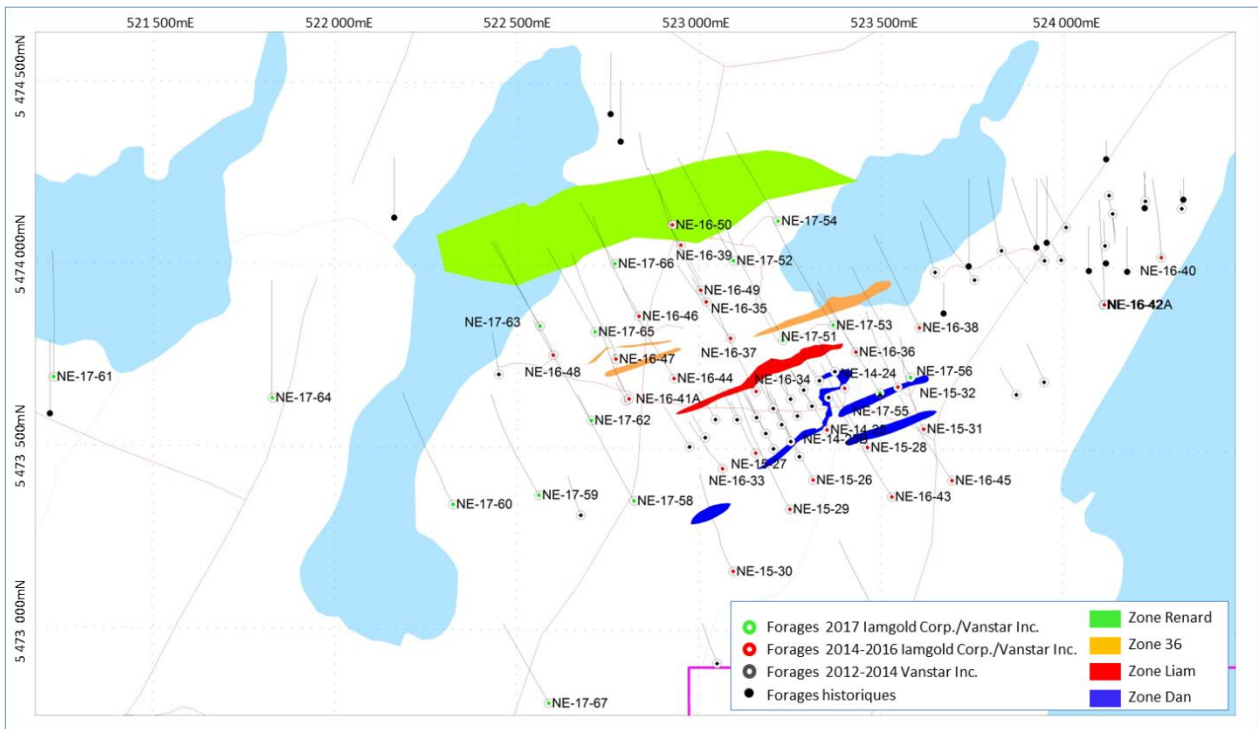 521 500mE
522 000mE
522 500mE
523 000mE
523 500mE
524 000mE
5 474 500mN
5 474 000mN
5 473 500mN
5 473 000mN
NE-16-50
NE-17-54
NE-16-39
NE-17-52
NE-17-66
NE-16-40
NE-16-49
NE-16-35
NE-16-42A
NE-16-46
NE-17-63
NE-17-65
NE-17-53
NE-16-38
NE-17-51
NE-16-37
NE-16-36
NE-16-47
NE-16-48
NE-14-24
NE-17-61
NE-16-44
NE-16-34
NE-17-56
NE-15-32
NE-17-64
NE-16-41A
NE-17-55
NE-17-62
NE-14-25
NE-15-31
NE-14-25B
NE-15-28
NE-15-27
NE-16-33
NE-15-26
NE-16-45
NE-17-59
NE-17-60
NE-17-58
NE-16-43
NE-15-29
NE-15-30
NE-17-67
Forages 2017 Iamgold Corp./Vanstar Inc.
Forages 2014-2016 Iamgold Corp./Vanstar Inc.
Forages 2012-2014 Vanstar Inc.
Forages historiques
Zone Renard
Zone 36
Zone Liam
Zone Dan